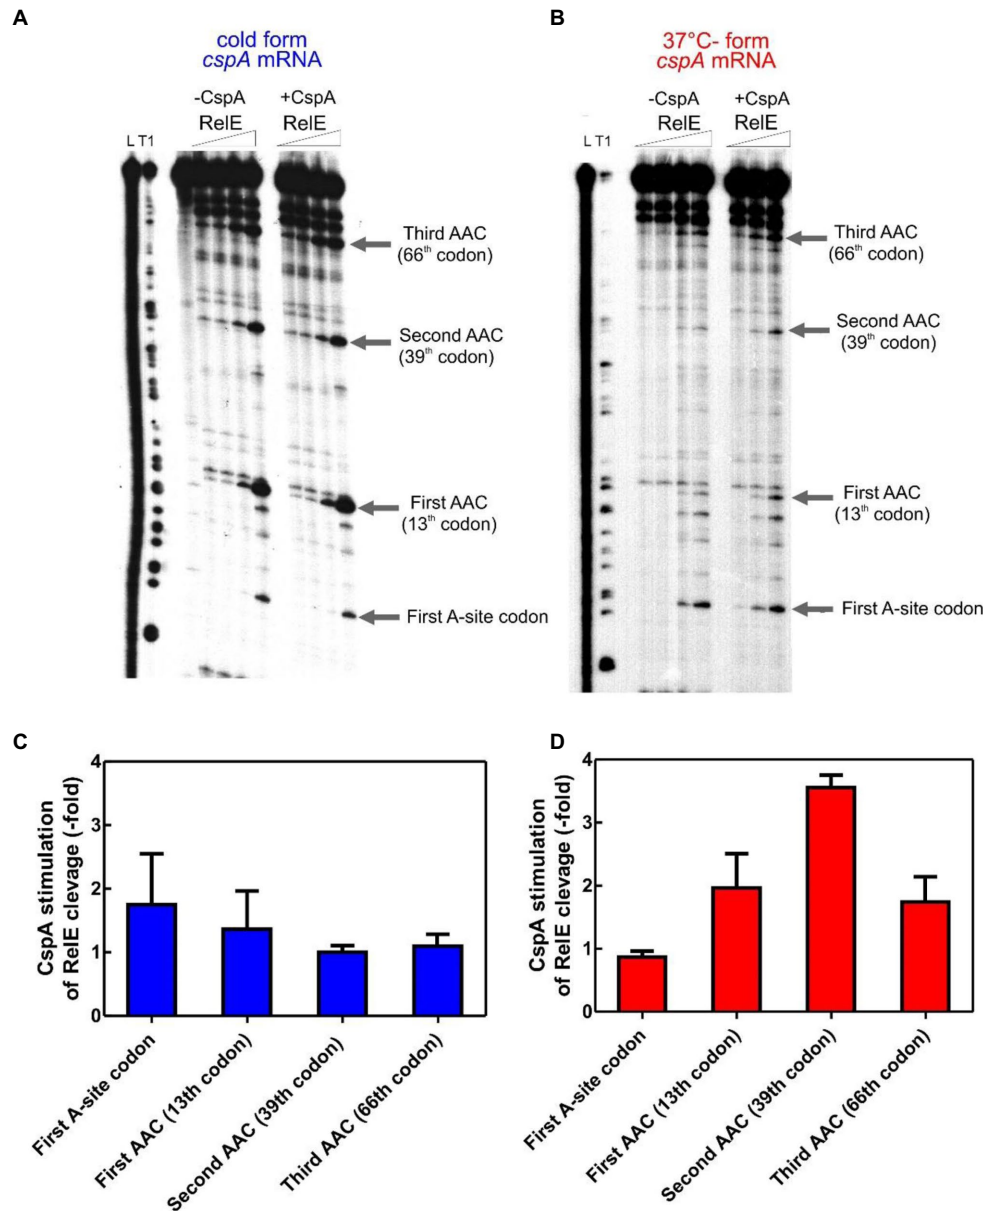 A
cold form
cspA mRNA
-CspA +CspA
RelE RelE
L T1
Third AAC
(66th codon)
Second AAC
(39th codon)
First AAC
(13th codon)
First A-site codon
B
37°C- form
cspA mRNA
-CspA +CspA
RelE RelE
L T1
Third AAC
(66th codon)
Second AAC
(39th codon)
First AAC
(13th codon)
First A-site codon
C
CspA stimulation
of RelE clevage (-fold)
4
3
2
1
0
First A-site codon
First AAC (13th codon)
Second AAC (39th codon)
Third AAC (66th codon)
D
CspA stimulation
of RelE clevage (-fold)
4
3
2
1
0
First A-site codon
First AAC (13th codon)
Second AAC (39th codon)
Third AAC (66th codon)